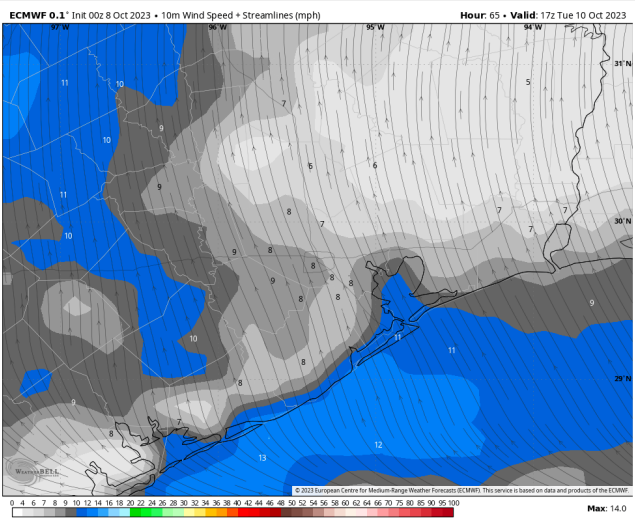 ECMWF 0.1° Init 00z 8 Oct 2023 • 10m Wind Speed + Streamlines (mph)
Hour: 65 • Valid: 17z Tue 10 Oct 2023
97°W 96°W 95°W 94°W
31°N
11 10 5
7
9
10
6 6
9
11
8 7 7
7 30°N
10
9 8
8
9 8 8
8 8
9
10 11 11
29°N
8
9
7
8 12
13
WeatherBELL
© 2023 European Centre for Medium-Range Weather Forecasts (ECMWF). This service is based on data and products of the ECMWF.
0 4 5 6 7 8 9 10 12 14 16 18 20 22 24 26 28 30 32 34 36 38 40 42 44 46 48 50 52 54 56 58 60 62 64 66 68 70 75 80 85 90 95 100
Max: 14.0